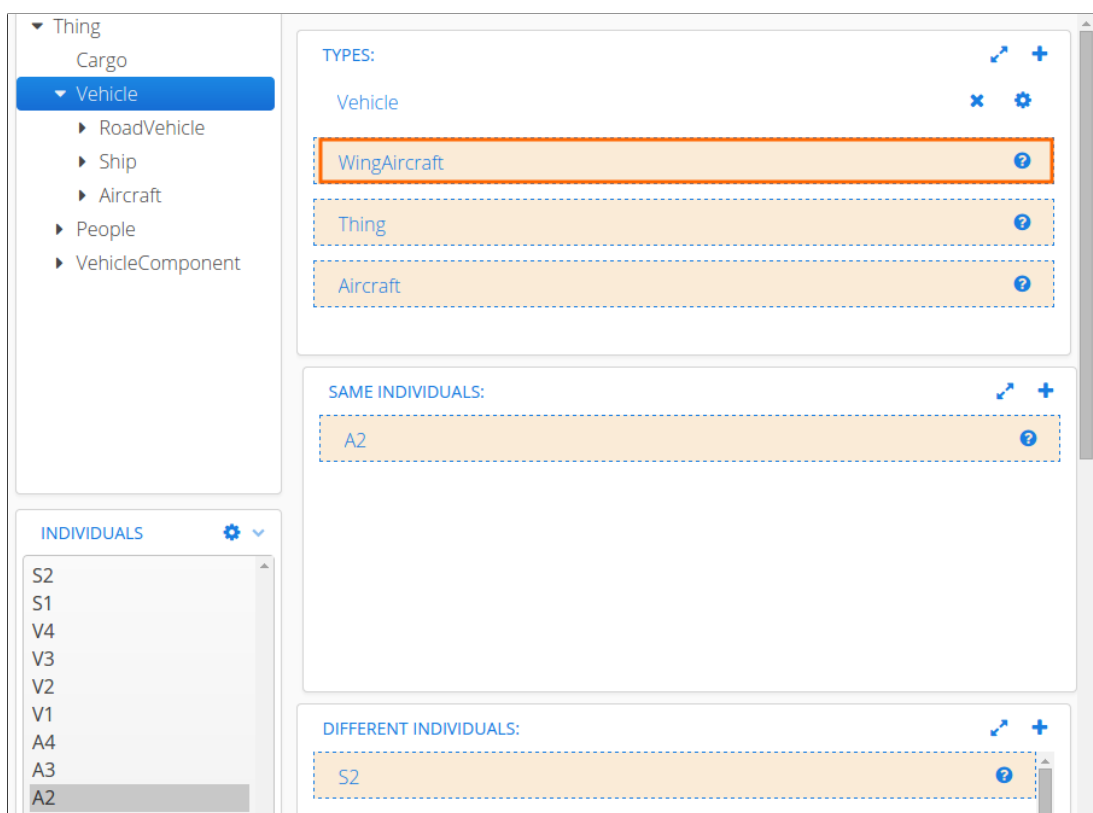 Thing
Cargo
Vehicle
RoadVehicle
Ship
Aircraft
People
VehicleComponent
INDIVIDUALS
S2
S1
V4
V3
V2
V1
A4
A3
A2
TYPES:
Vehicle
WingAircraft
Thing
Aircraft
SAME INDIVIDUALS:
A2
DIFFERENT INDIVIDUALS:
S2